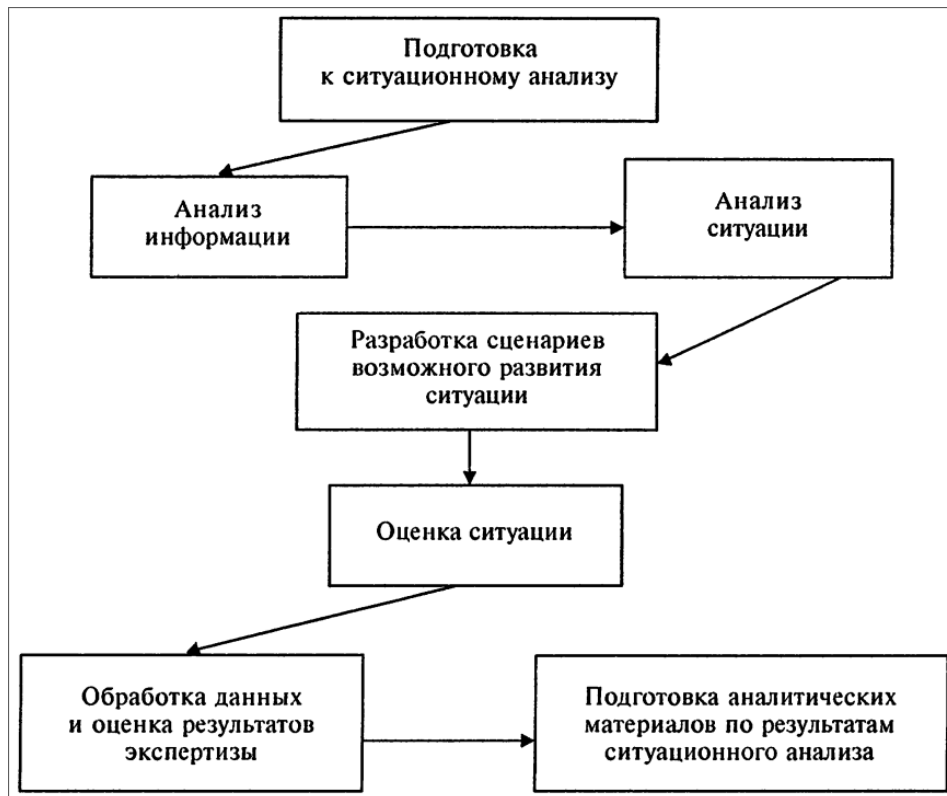 Подготовка
к ситуационному анализу
Анализ
информации
Анализ
ситуации
Разработка сценариев
возможного развития
ситуации
Оценка ситуации
Обработка данных
и оценка результатов
экспертизы
Подготовка аналитических
материалов по результатам
ситуационного анализа